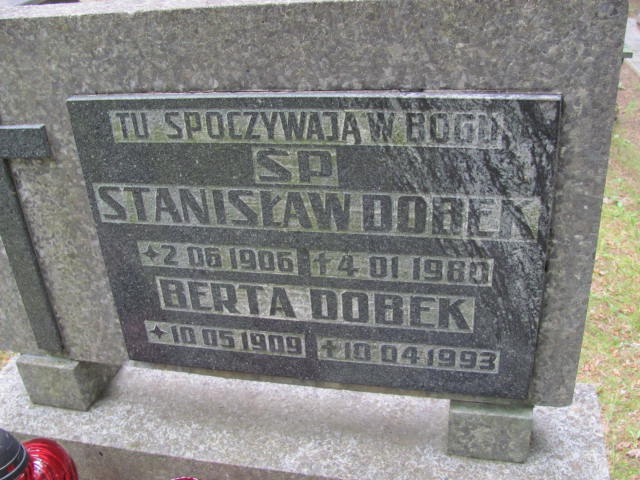 TU SPOCZYWAJĄ W BOGU
SP
STANISŁAW DOBEK
2 06 1906 †4.01.1980
BERTA DOBEK
10.05 1909 †10.04.1993